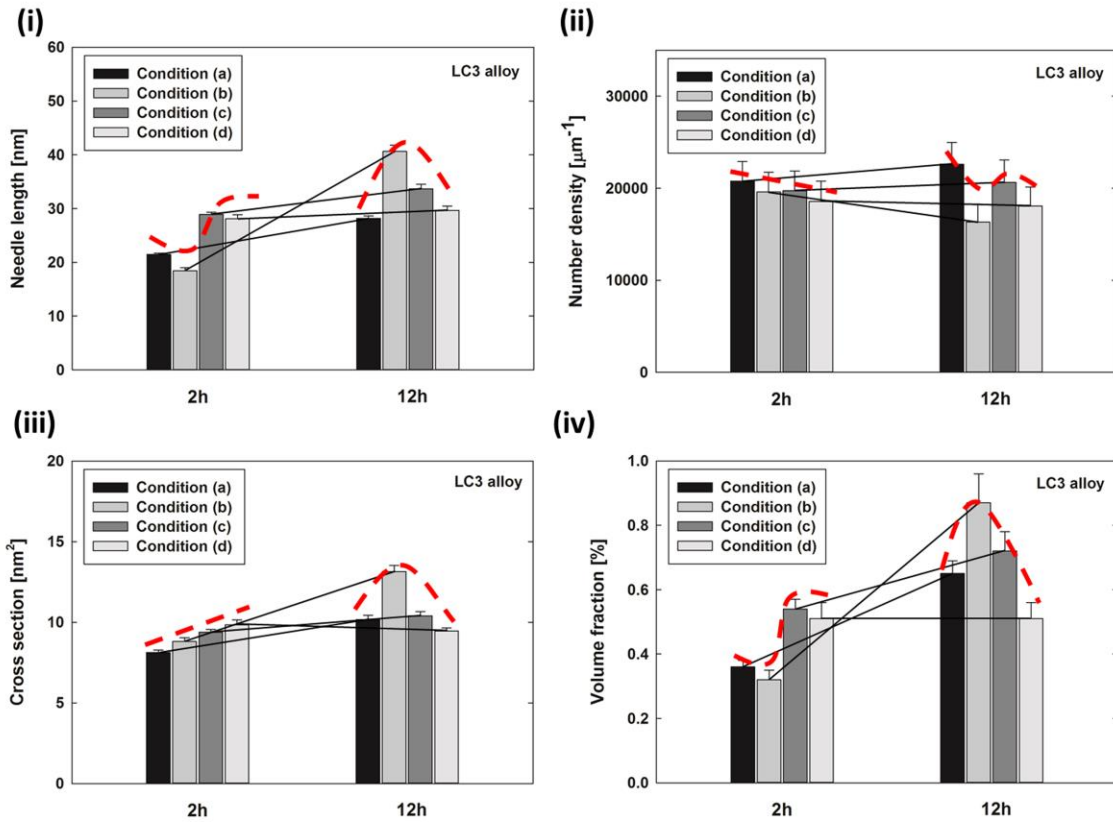 (i)
60
50
40
30
20
10
0
Needle length [nm]
Condition (a)
Condition (b)
Condition (c)
Condition (d)
LC3 alloy
2h
12h
(ii)
30000
20000
10000
0
Number density [μm⁻¹]
Condition (a)
Condition (b)
Condition (c)
Condition (d)
LC3 alloy
2h
12h
(iii)
20
15
10
5
0
Cross section [nm²]
Condition (a)
Condition (b)
Condition (c)
Condition (d)
LC3 alloy
2h
12h
(iv)
1.0
0.8
0.6
0.4
0.2
0.0
Volume fraction [%]
Condition (a)
Condition (b)
Condition (c)
Condition (d)
LC3 alloy
2h
12h